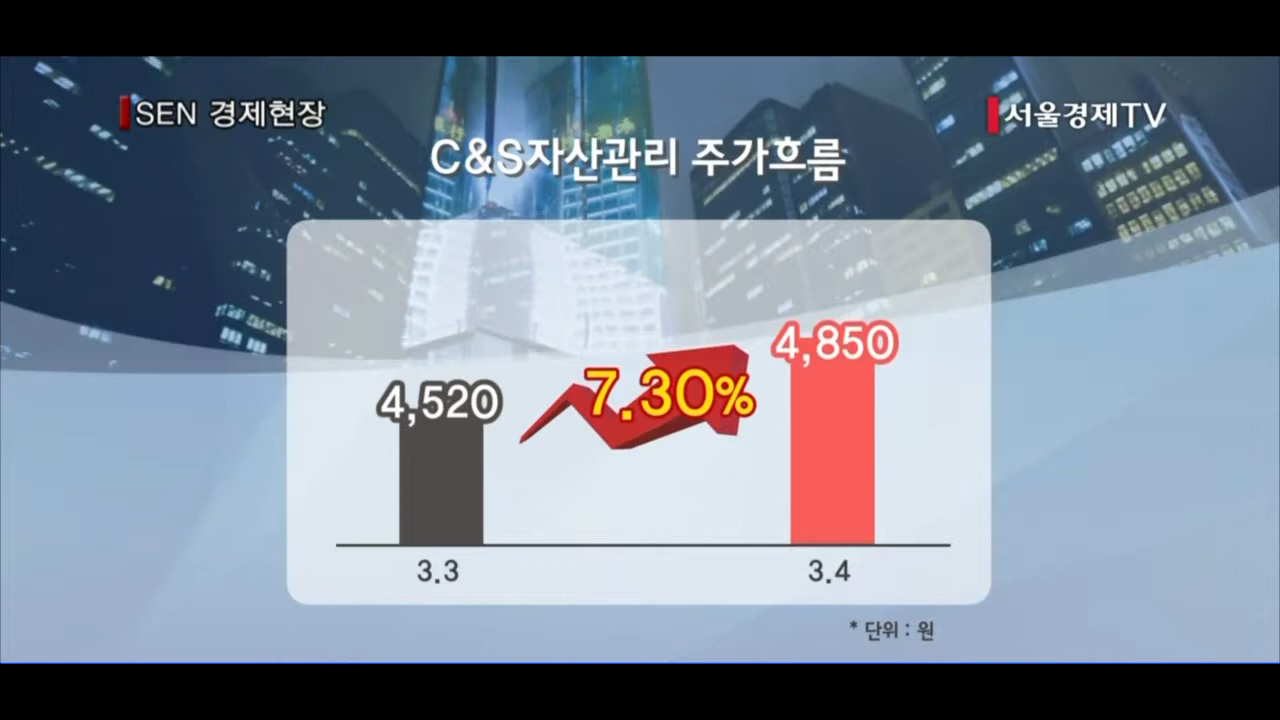 SEN 경제현장
서울경제TV
C&S자산관리 주가흐름
4,520
7.30%
4,850
3.3
3.4
* 단위 : 원